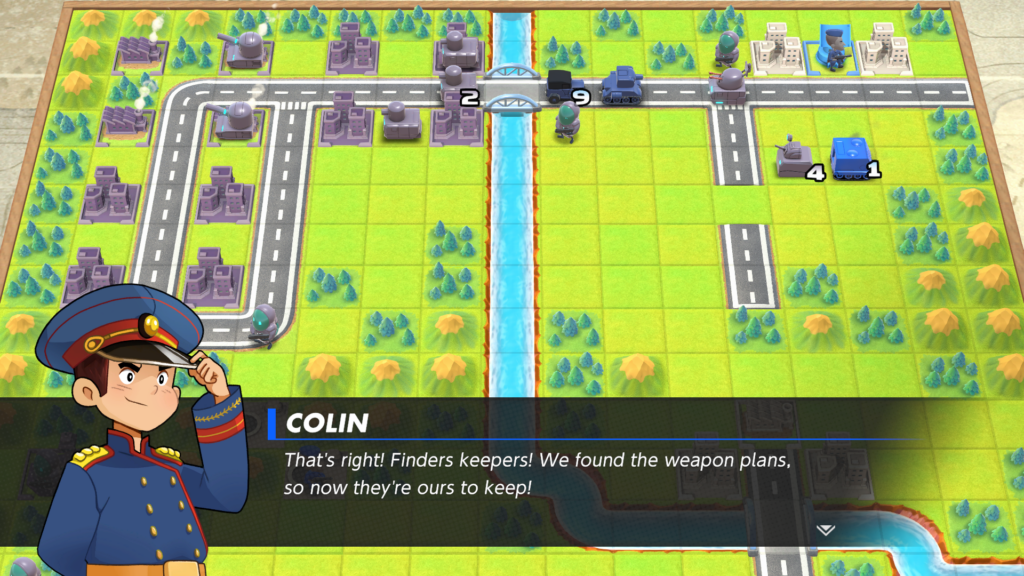 2
9
4
1
COLIN
That's right! Finders keepers! We found the weapon plans,
so now they're ours to keep!